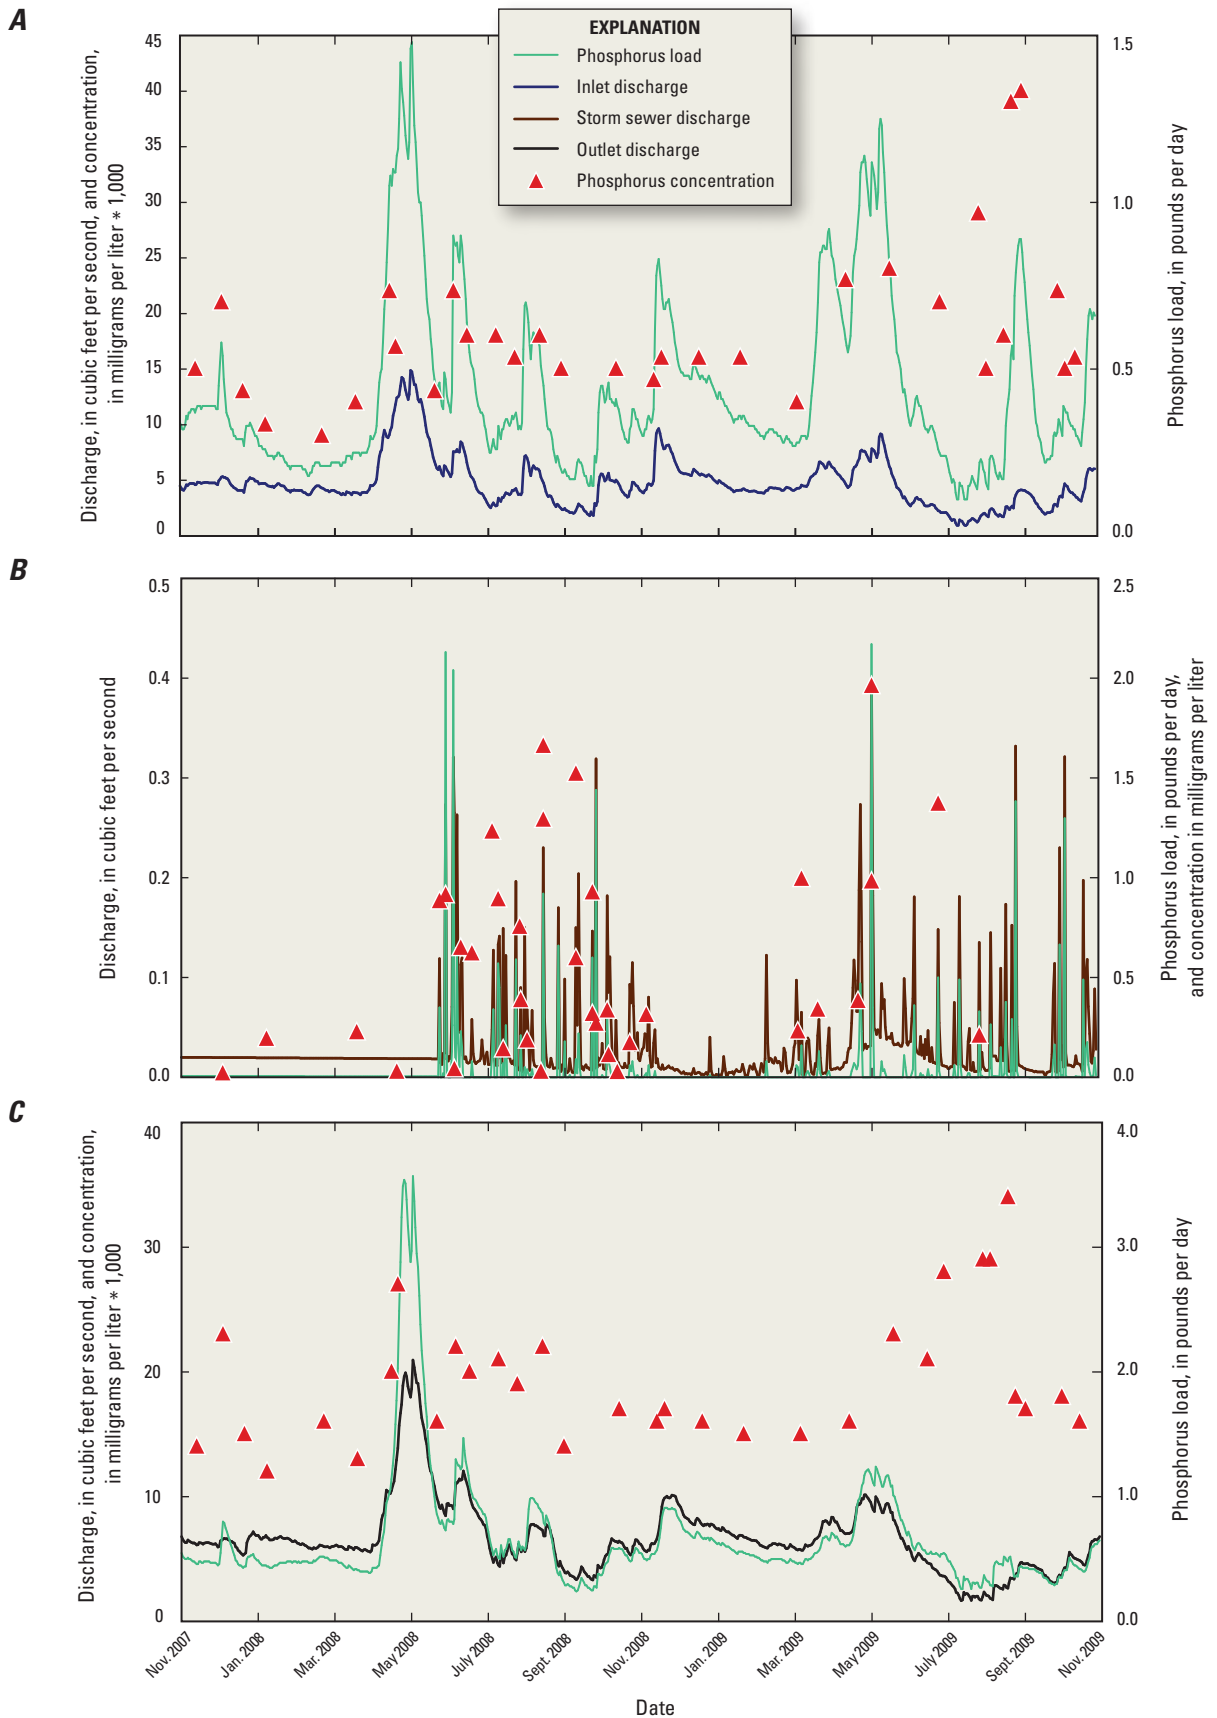 A
EXPLANATION
Phosphorus load
Inlet discharge
Storm sewer discharge
Outlet discharge
Phosphorus concentration
Discharge, in cubic feet per second, and concentration,
in milligrams per liter * 1,000
45
40
35
30
25
20
15
10
5
0
1.5
1.0
0.5
0.0
Phosphorus load, in pounds per day
B
Discharge, in cubic feet per second
0.5
0.4
0.3
0.2
0.1
0.0
2.5
2.0
1.5
1.0
0.5
0.0
Phosphorus load, in pounds per day,
and concentration in milligrams per liter
C
Discharge, in cubic feet per second, and concentration,
in milligrams per liter * 1,000
40
30
20
10
0
4.0
3.0
2.0
1.0
0.0
Phosphorus load, in pounds per day
Nov. 2007
Jan. 2008
Mar. 2008
May 2008
July 2008
Sept. 2008
Nov. 2008
Jan. 2009
Mar. 2009
May 2009
July 2009
Sept. 2009
Nov. 2009
Date